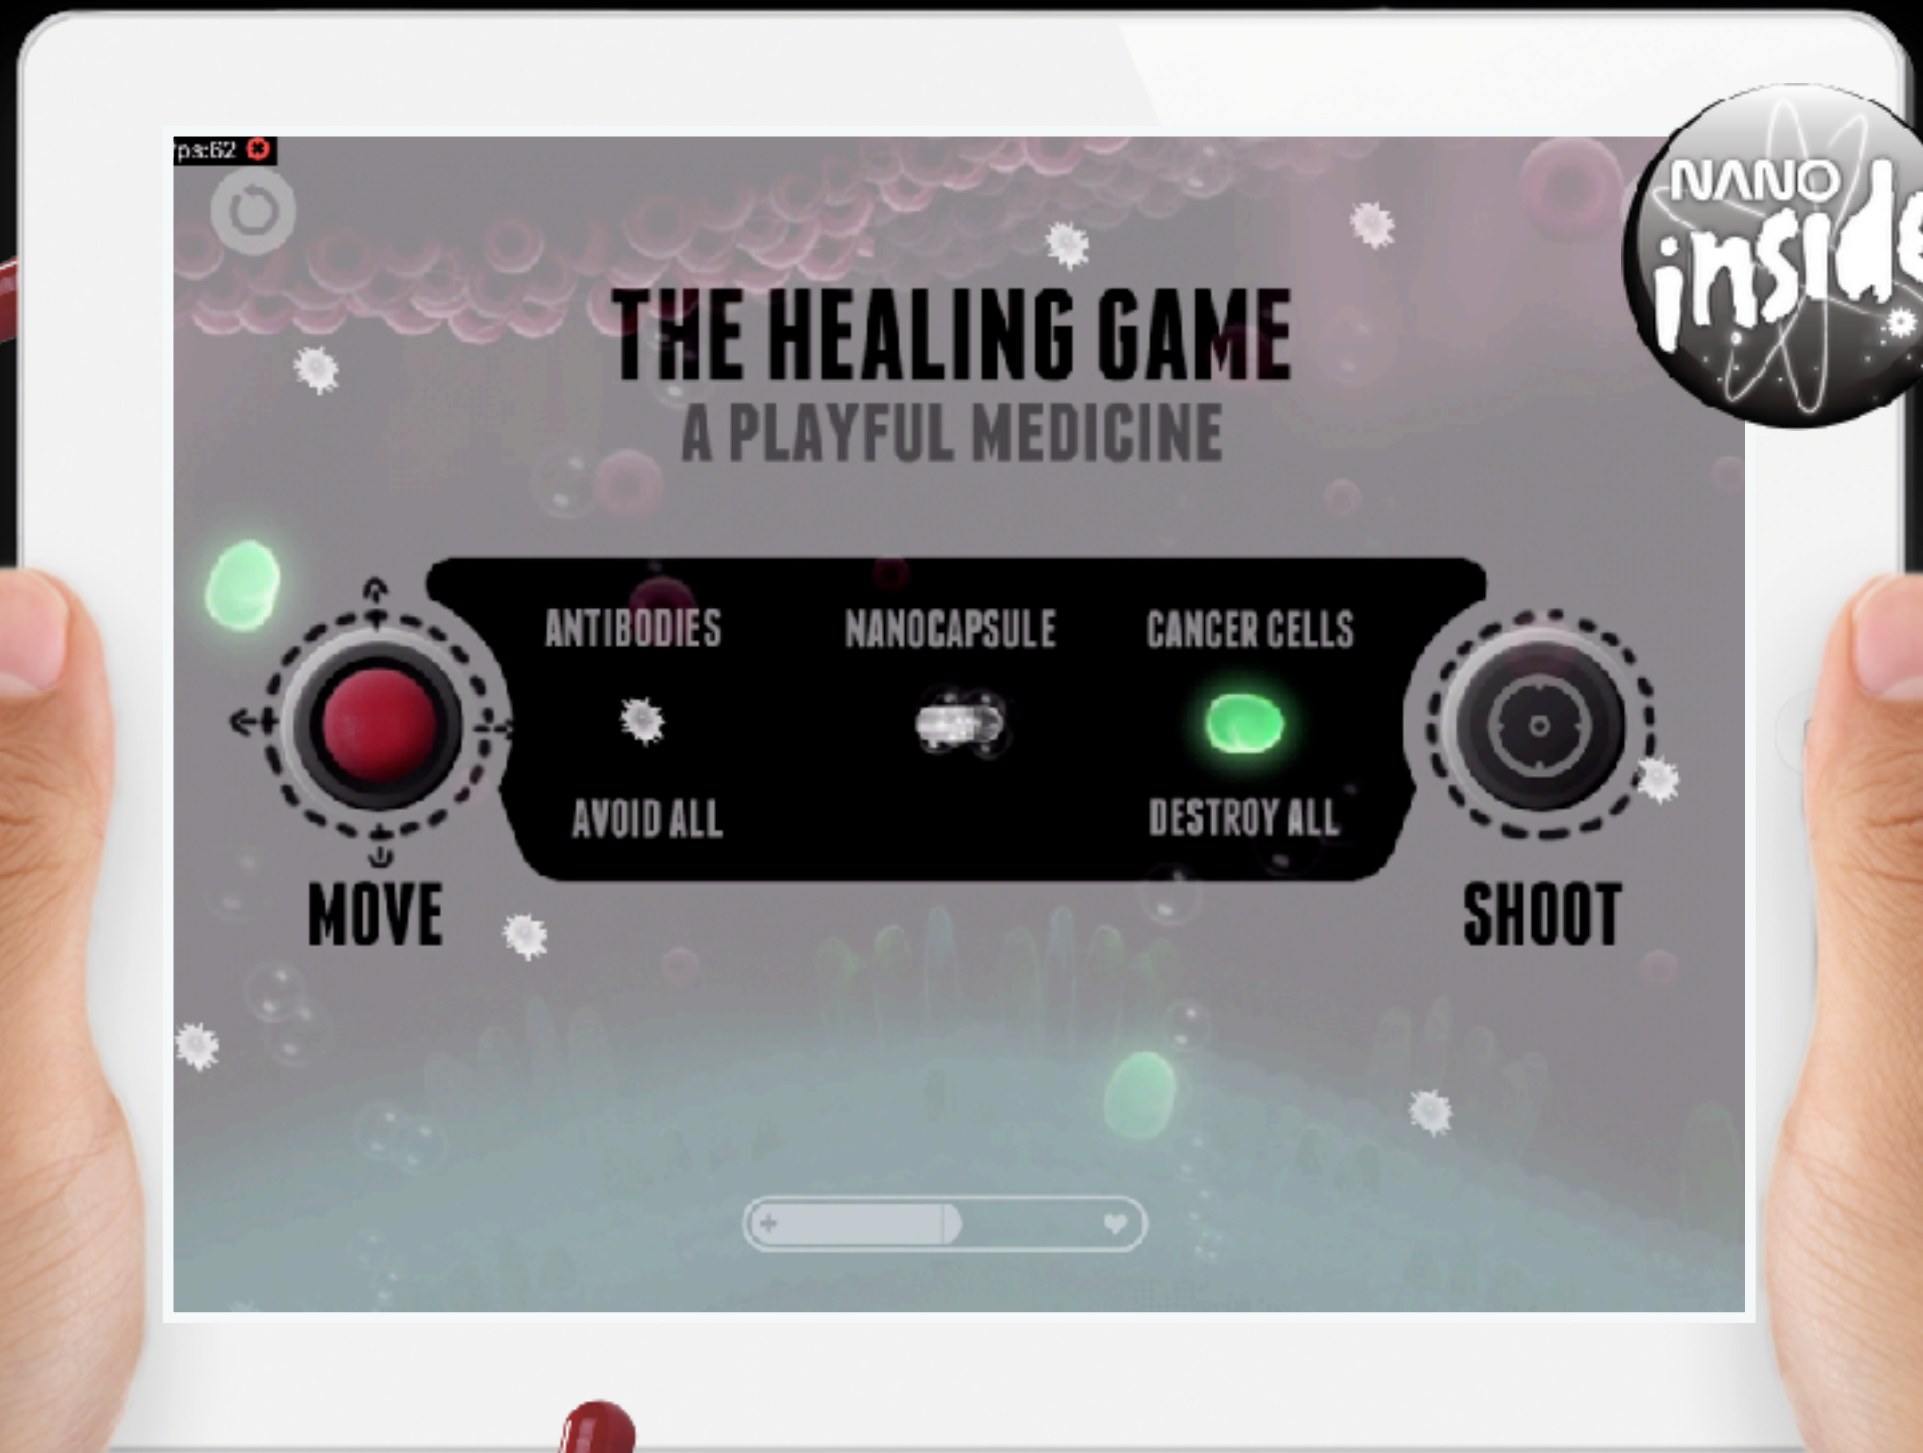 fps:62
NANO
inside
THE HEALING GAME
A PLAYFUL MEDICINE
ANTIBODIES NANOCAPSULE CANCER CELLS
AVOID ALL DESTROY ALL
MOVE SHOOT